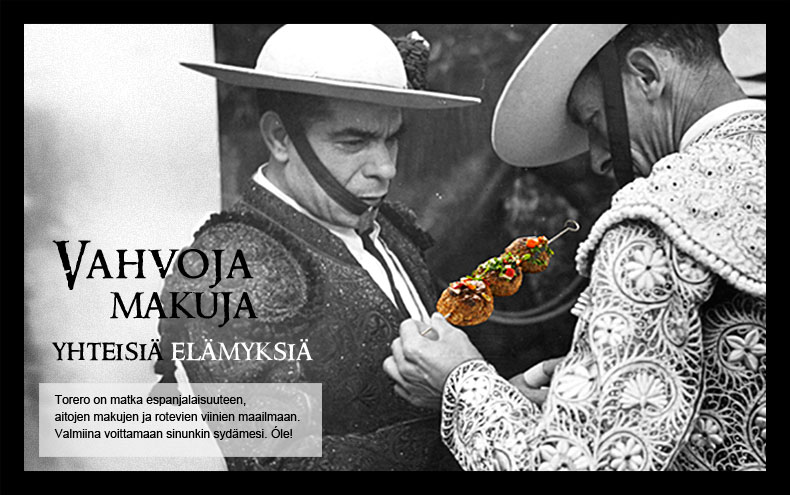 VAHVOJA
MAKUJA
YHTEISIÄ ELÄMYKSIÄ
Torero on matka espanjalaisuuteen,
aitojen makujen ja rotevien viinien maailmaan.
Valmiina voittamaan sinunkin sydämesi. Óle!